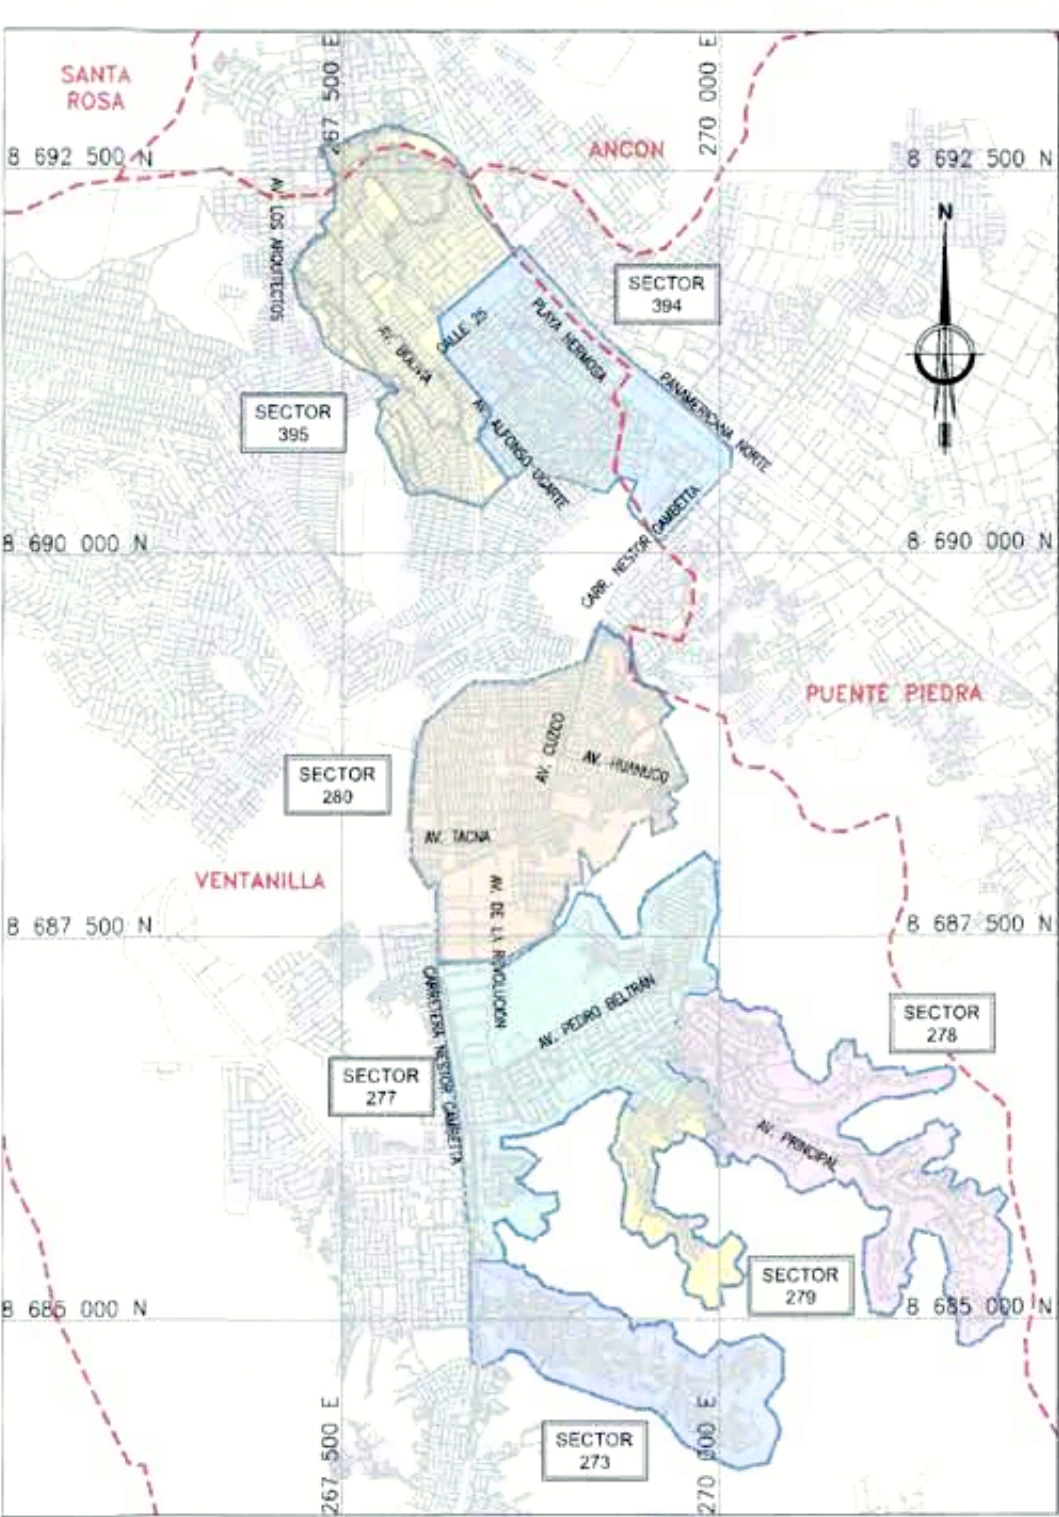 267 500 E
270 000 E
SANTA
ROSA
ANCON
8 692 500 N
8 692 500 N
AV. LOS ARQUITECTOS
N
SECTOR
394
PLAYA HERMOSA
CALLE 25
AV. BOLIVIA
PANAMERICANA NORTE
SECTOR
395
AV. ALFONSO UGARTE
CARR. NESTOR GAMBETTA
8 690 000 N
8 690 000 N
PUENTE PIEDRA
AV. CUZCO
AV. HUANUCO
SECTOR
280
AV. TACNA
VENTANILLA
AV. DE LA REVOLUCION
8 687 500 N
8 687 500 N
CARRETERA NESTOR GAMBETTA
AV. PEDRO BELTRAN
SECTOR
278
SECTOR
277
AV. PRINCIPAL
SECTOR
279
8 685 000 N
8 685 000 N
SECTOR
273
267 500 E
270 000 E